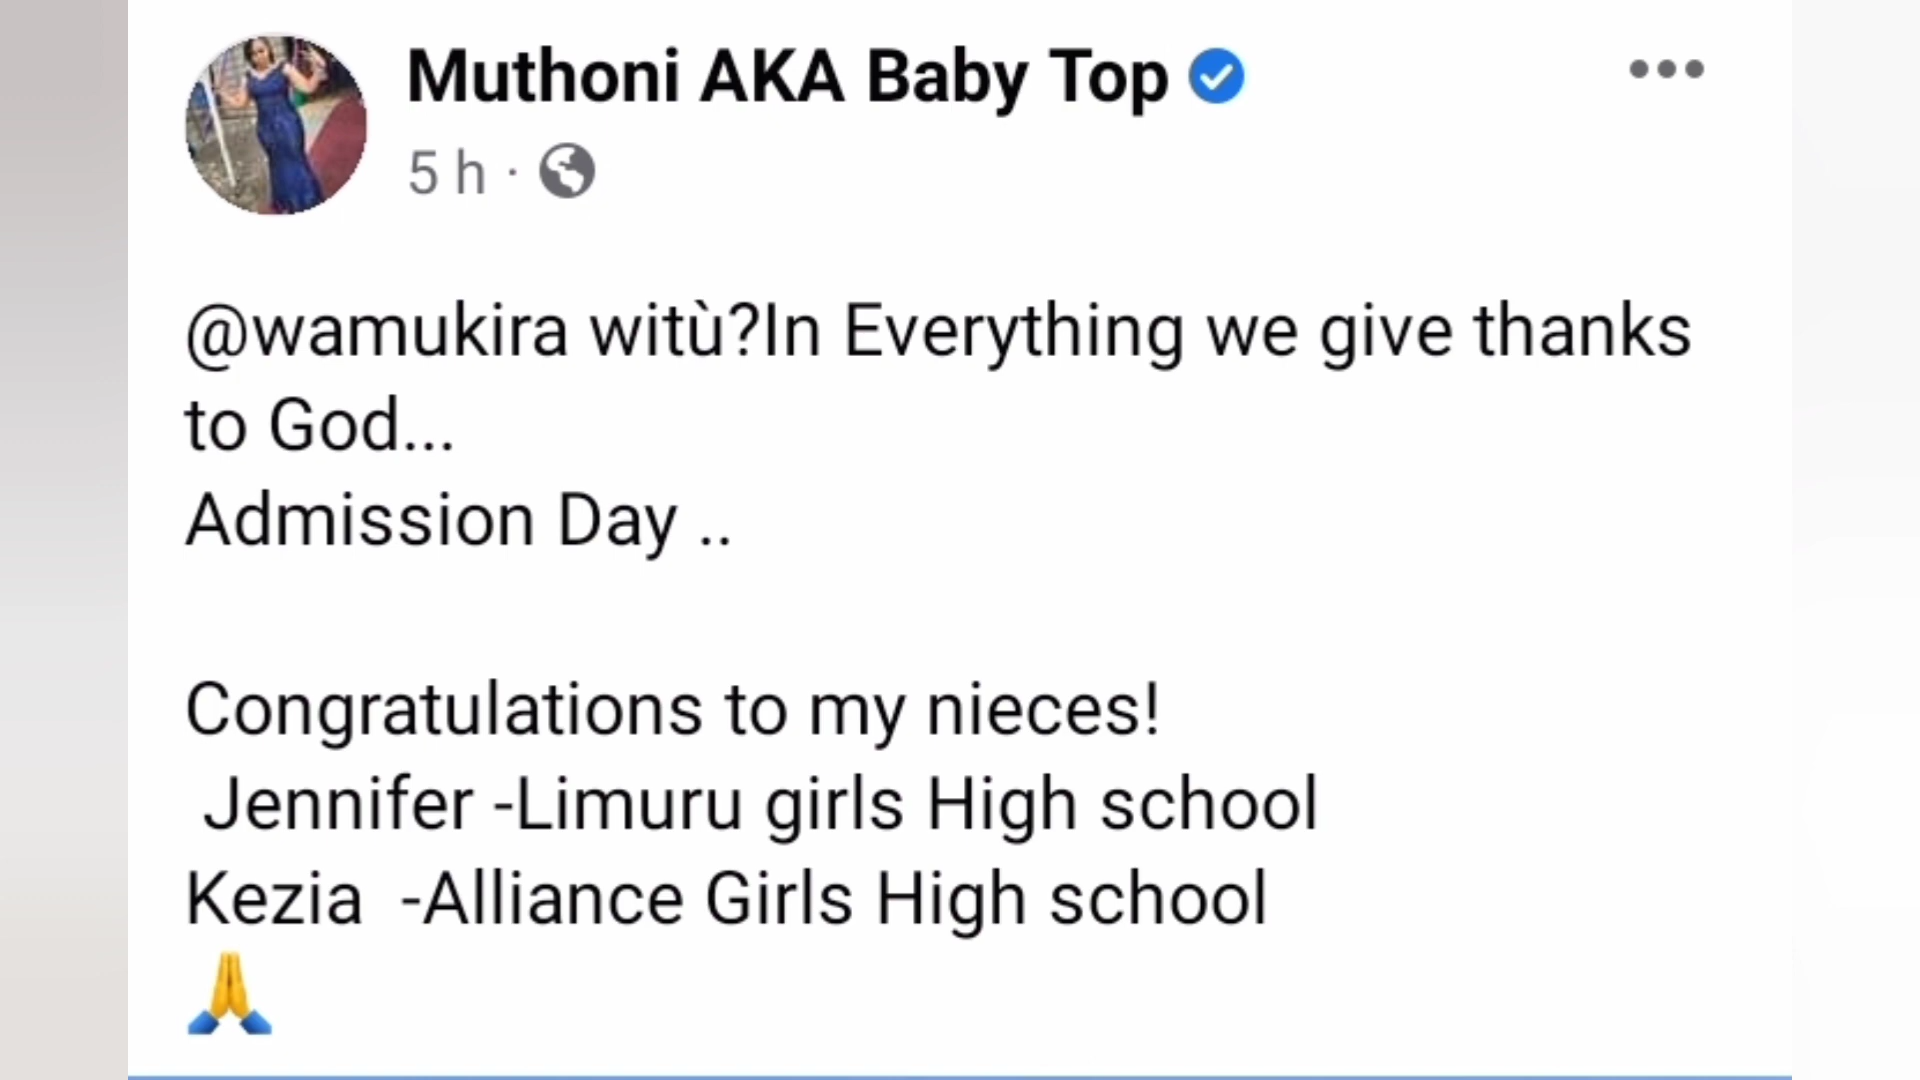 Muthoni AKA Baby Top
5 h ·
@wamukira witù?In Everything we give thanks
to God...
Admission Day ..
Congratulations to my nieces!
Jennifer -Limuru girls High school
Kezia -Alliance Girls High school
🙏